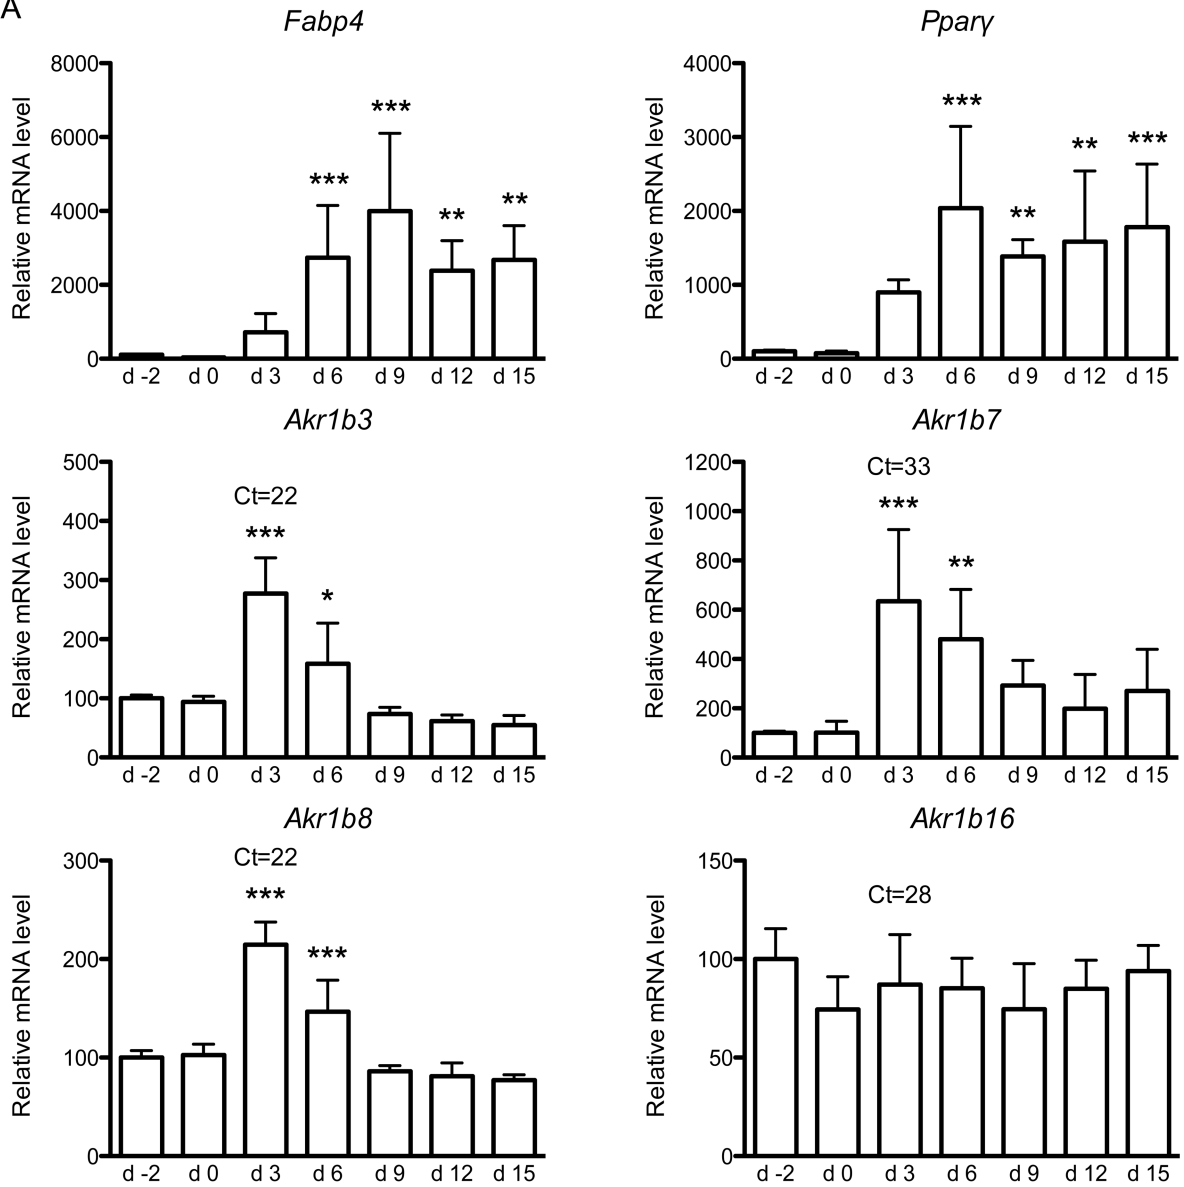 A
Fabp4
Relative mRNA level
8000
6000
4000
2000
0
***
***
**
**
d -2 d 0 d 3 d 6 d 9 d 12 d 15
Pparγ
Relative mRNA level
4000
3000
2000
1000
0
***
**
**
***
d -2 d 0 d 3 d 6 d 9 d 12 d 15
Akr1b3
Relative mRNA level
500
400
300
200
100
0
Ct=22
***
*
d -2 d 0 d 3 d 6 d 9 d 12 d 15
Akr1b7
Relative mRNA level
1200
1000
800
600
400
200
0
Ct=33
***
**
d -2 d 0 d 3 d 6 d 9 d 12 d 15
Akr1b8
Relative mRNA level
300
200
100
0
Ct=22
***
***
d -2 d 0 d 3 d 6 d 9 d 12 d 15
Akr1b16
Relative mRNA level
150
100
50
0
Ct=28
d -2 d 0 d 3 d 6 d 9 d 12 d 15